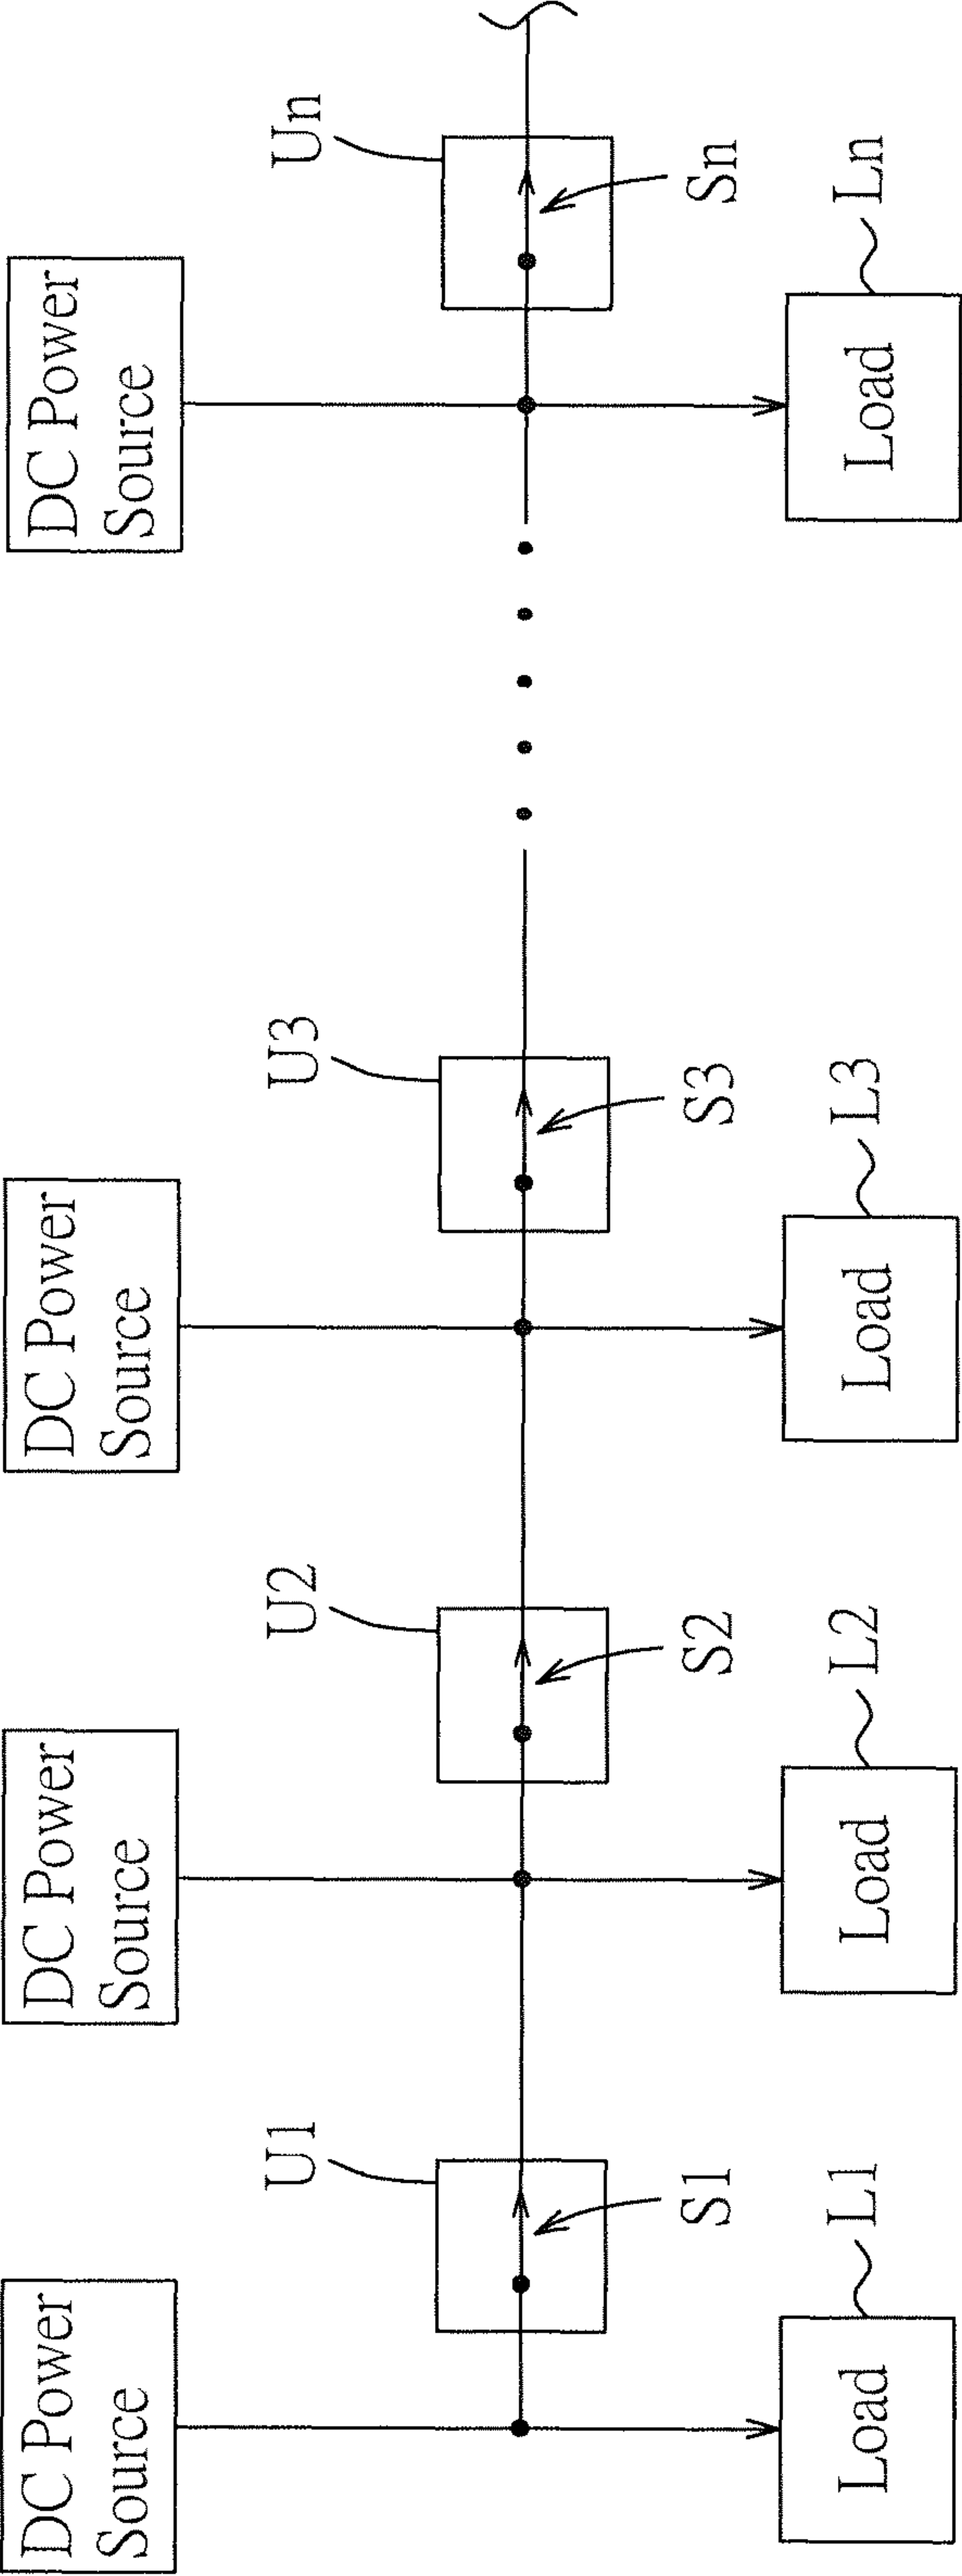 DC Power
Source
DC Power
Source
DC Power
Source
DC Power
Source
U1
U2
U3
Un
S1
S2
S3
Sn
L1
L2
L3
Ln
Load
Load
Load
Load